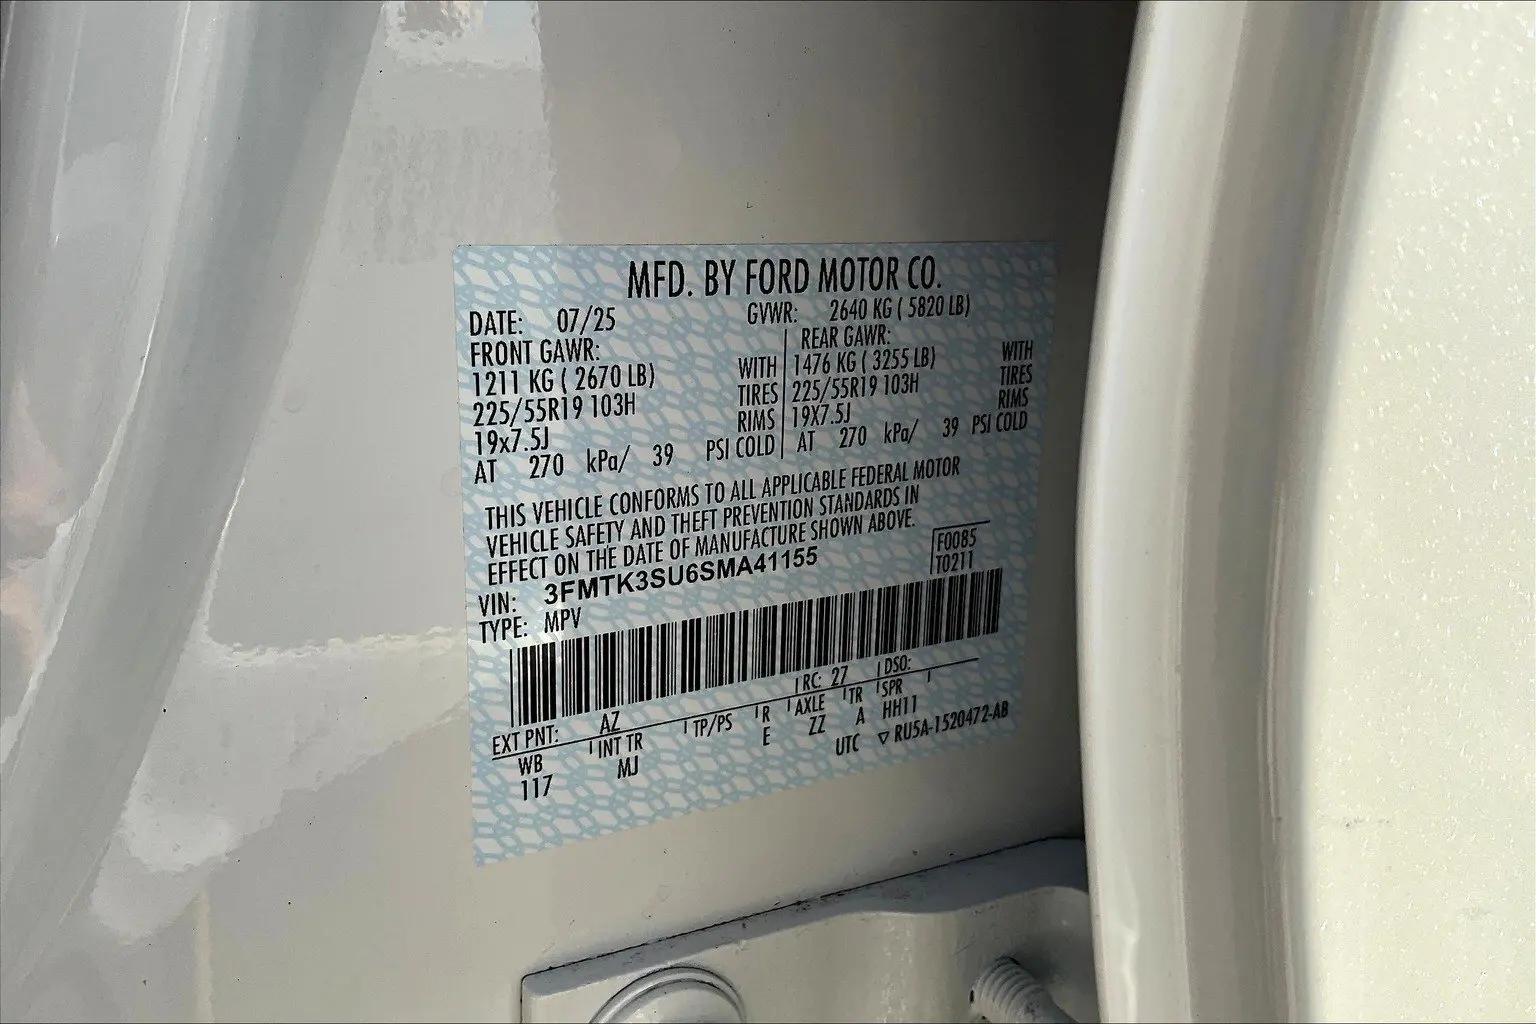 MFD. BY FORD MOTOR CO.
DATE: 07/25 GVWR: 2640 KG ( 5820 LB)
FRONT GAWR: REAR GAWR:
1211 KG ( 2670 LB) WITH 1476 KG ( 3255 LB) WITH
225/55R19 103H TIRES 225/55R19 103H TIRES
19x7.5J RIMS 19X7.5J RIMS
AT 270 kPa/ 39 PSI COLD AT 270 kPa/ 39 PSI COLD
THIS VEHICLE CONFORMS TO ALL APPLICABLE FEDERAL MOTOR
VEHICLE SAFETY AND THEFT PREVENTION STANDARDS IN
EFFECT ON THE DATE OF MANUFACTURE SHOWN ABOVE.
F0085
T0211
VIN: 3FMTK3SU6SMA41155
TYPE: MPV
EXT PNT: AZ RC: 27 DSO:
WB INT TR TP/PS R AXLE TR SPR
117 MJ E ZZ A HH11
UTC ▽ RU5A-1520472-AB